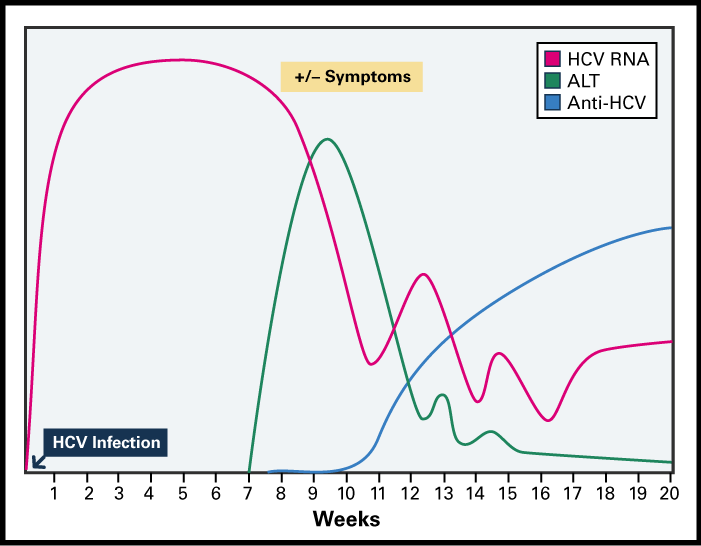 +/– Symptoms
HCV RNA
ALT
Anti-HCV
HCV Infection
1 2 3 4 5 6 7 8 9 10 11 12 13 14 15 16 17 18 19 20
Weeks